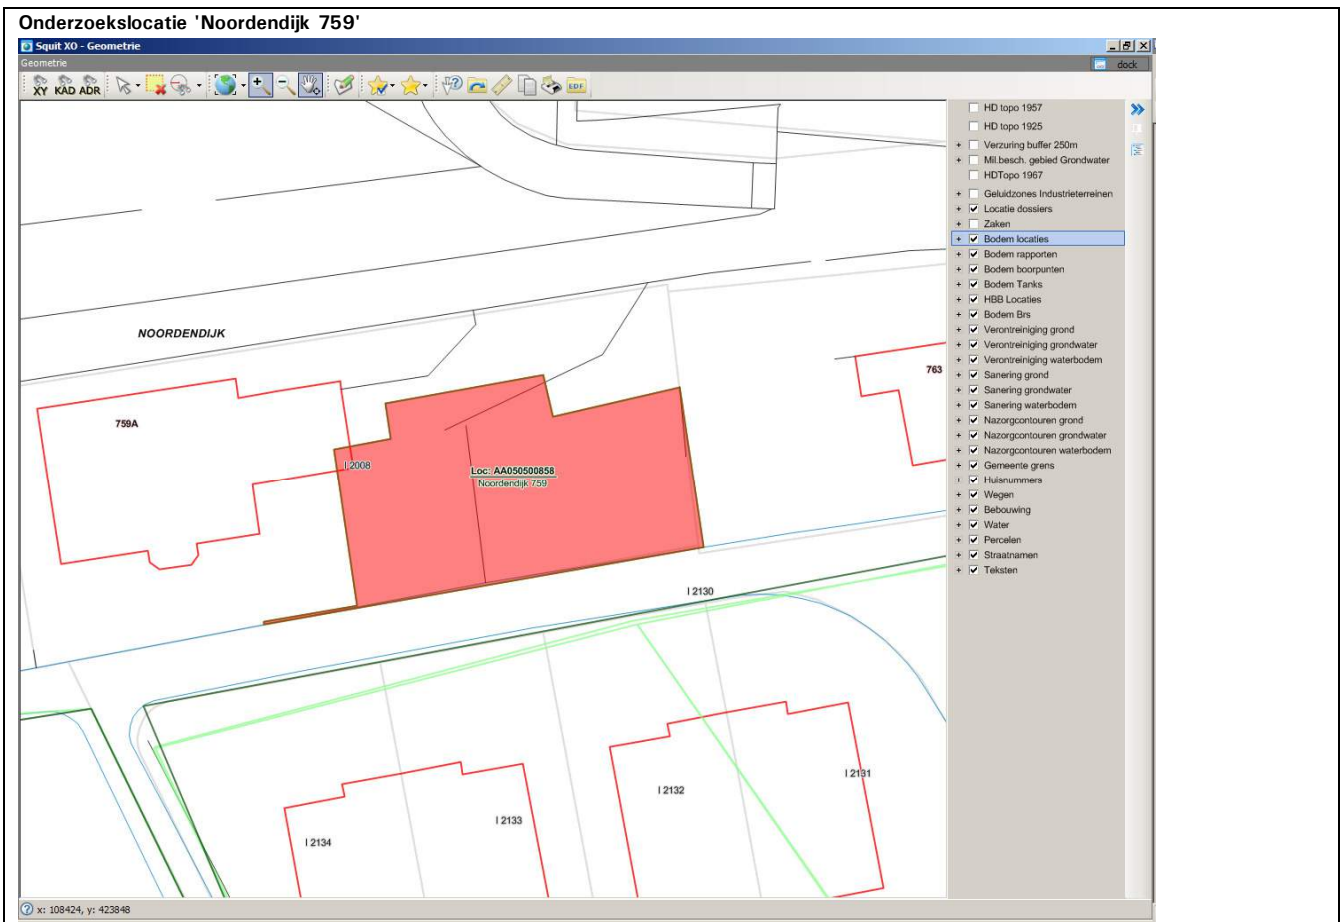 Onderzoekslocatie 'Noordendijk 759'
Squit XO - Geometrie
Geometrie
dock
XY KAD ADR
EDF
HD topo 1957
HD topo 1925
Verzuring buffer 250m
Mil.besch. gebied Grondwater
HDTopo 1967
Geluidzones Industrieterreinen
Locatie dossiers
Zaken
Bodem locaties
Bodem rapporten
Bodem boorpunten
Bodem Tanks
HBB Locaties
Bodem Brs
Verontreiniging grond
Verontreiniging grondwater
Verontreiniging waterbodem
Sanering grond
Sanering grondwater
Sanering waterbodem
Nazorgcontouren grond
Nazorgcontouren grondwater
Nazorgcontouren waterbodem
Gemeente grens
Huisnummers
Wegen
Bebouwing
Water
Percelen
Straatnamen
Teksten
NOORDENDIJK
763
759A
I 2008
Loc: AA050500858
Noordendijk 759
I 2130
I 2131
I 2132
I 2133
I 2134
x: 108424, y: 423848